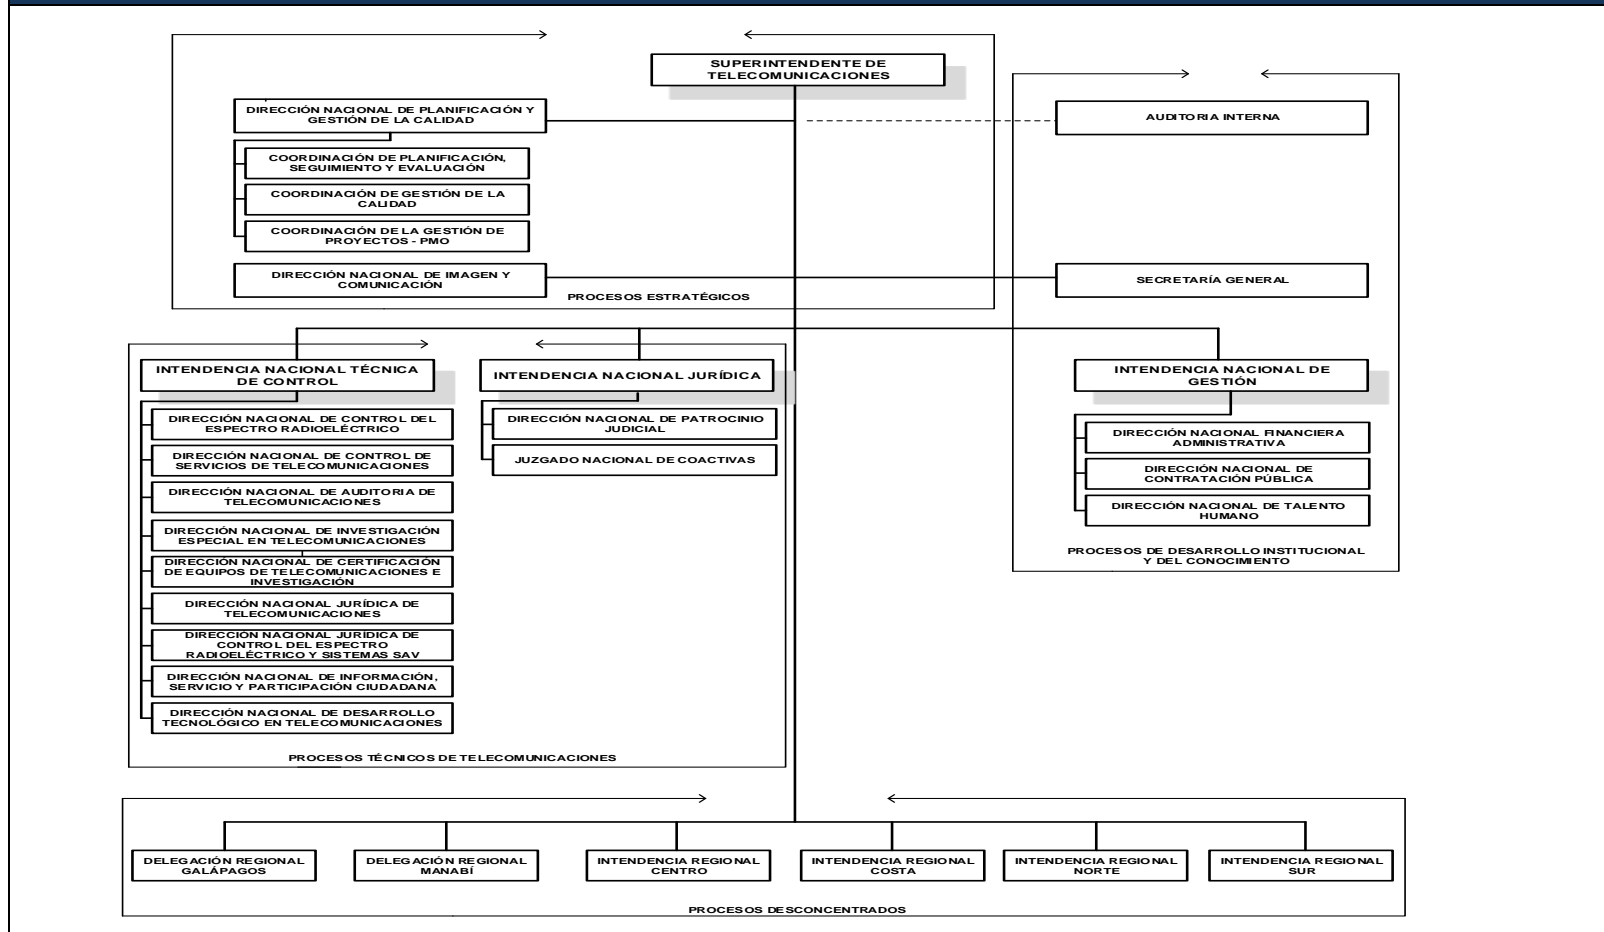 SUPERINTENDENTE DE
TELECOMUNICACIONES
DIRECCIÓN NACIONAL DE PLANIFICACIÓN Y
GESTIÓN DE LA CALIDAD
AUDITORIA INTERNA
COORDINACIÓN DE PLANIFICACIÓN,
SEGUIMIENTO Y EVALUACIÓN
COORDINACIÓN DE GESTIÓN DE LA
CALIDAD
COORDINACIÓN DE LA GESTIÓN DE
PROYECTOS - PMO
DIRECCIÓN NACIONAL DE IMAGEN Y
COMUNICACIÓN
SECRETARÍA GENERAL
PROCESOS ESTRATÉGICOS
INTENDENCIA NACIONAL TÉCNICA
DE CONTROL
DIRECCIÓN NACIONAL DE CONTROL DEL
ESPECTRO RADIOELÉCTRICO
DIRECCIÓN NACIONAL DE CONTROL DE
SERVICIOS DE TELECOMUNICACIONES
DIRECCIÓN NACIONAL DE AUDITORIA DE
TELECOMUNICACIONES
DIRECCIÓN NACIONAL DE INVESTIGACIÓN
ESPECIAL EN TELECOMUNICACIONES
DIRECCIÓN NACIONAL DE CERTIFICACIÓN
DE EQUIPOS DE TELECOMUNICACIONES E
INVESTIGACIÓN
DIRECCIÓN NACIONAL JURÍDICA DE
TELECOMUNICACIONES
DIRECCIÓN NACIONAL JURÍDICA DE
CONTROL DEL ESPECTRO
RADIOELÉCTRICO Y SISTEMAS SAV
DIRECCIÓN NACIONAL DE INFORMACIÓN,
SERVICIO Y PARTICIPACIÓN CIUDADANA
DIRECCIÓN NACIONAL DE DESARROLLO
TECNOLÓGICO EN TELECOMUNICACIONES
INTENDENCIA NACIONAL JURÍDICA
DIRECCIÓN NACIONAL DE PATROCINIO
JUDICIAL
JUZGADO NACIONAL DE COACTIVAS
PROCESOS TÉCNICOS DE TELECOMUNICACIONES
INTENDENCIA NACIONAL DE
GESTIÓN
DIRECCIÓN NACIONAL FINANCIERA
ADMINISTRATIVA
DIRECCIÓN NACIONAL DE
CONTRATACIÓN PÚBLICA
DIRECCIÓN NACIONAL DE TALENTO
HUMANO
PROCESOS DE DESARROLLO INSTITUCIONAL
Y DEL CONOCIMIENTO
DELEGACIÓN REGIONAL
GALÁPAGOS
DELEGACIÓN REGIONAL
MANABÍ
INTENDENCIA REGIONAL
CENTRO
INTENDENCIA REGIONAL
COSTA
INTENDENCIA REGIONAL
NORTE
INTENDENCIA REGIONAL
SUR
PROCESOS DESCONCENTRADOS